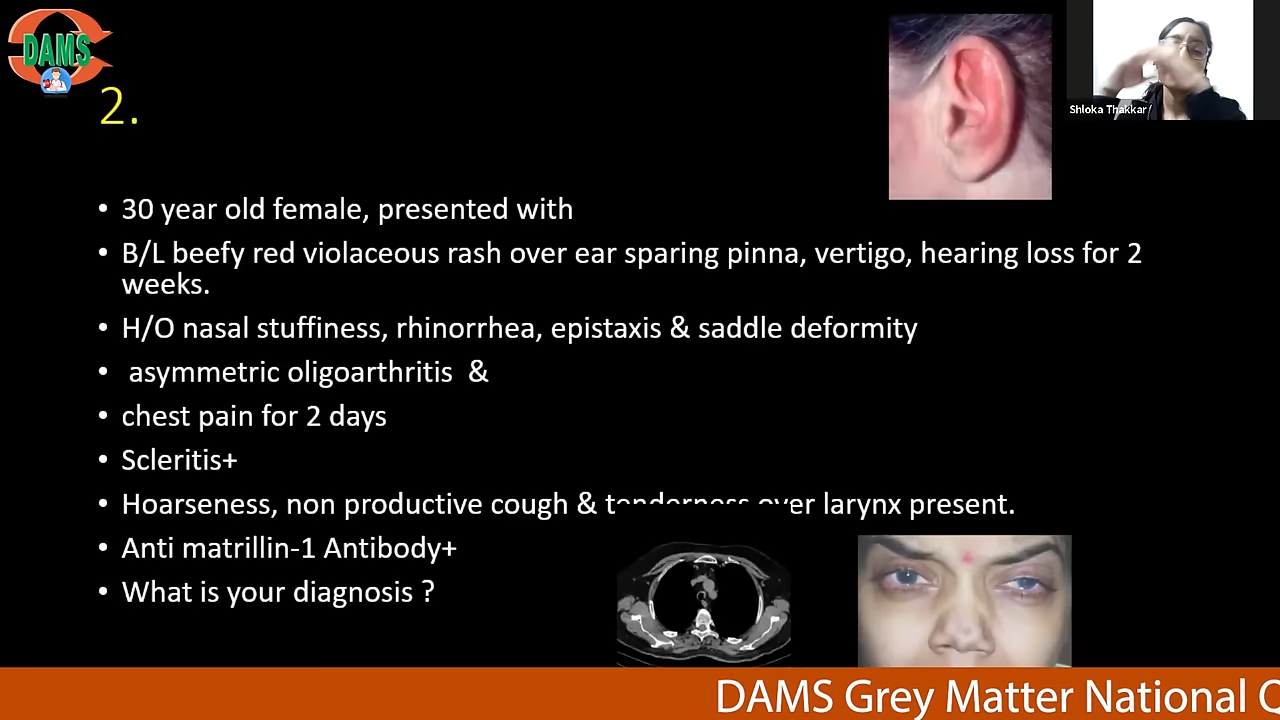 DAMS
Shloka Thakkar
2.
• 30 year old female, presented with
• B/L beefy red violaceous rash over ear sparing pinna, vertigo, hearing loss for 2
weeks.
• H/O nasal stuffiness, rhinorrhea, epistaxis & saddle deformity
• asymmetric oligoarthritis &
• chest pain for 2 days
• Scleritis+
• Hoarseness, non productive cough & tenderness over larynx present.
• Anti matrillin-1 Antibody+
• What is your diagnosis ?
DAMS Grey Matter National